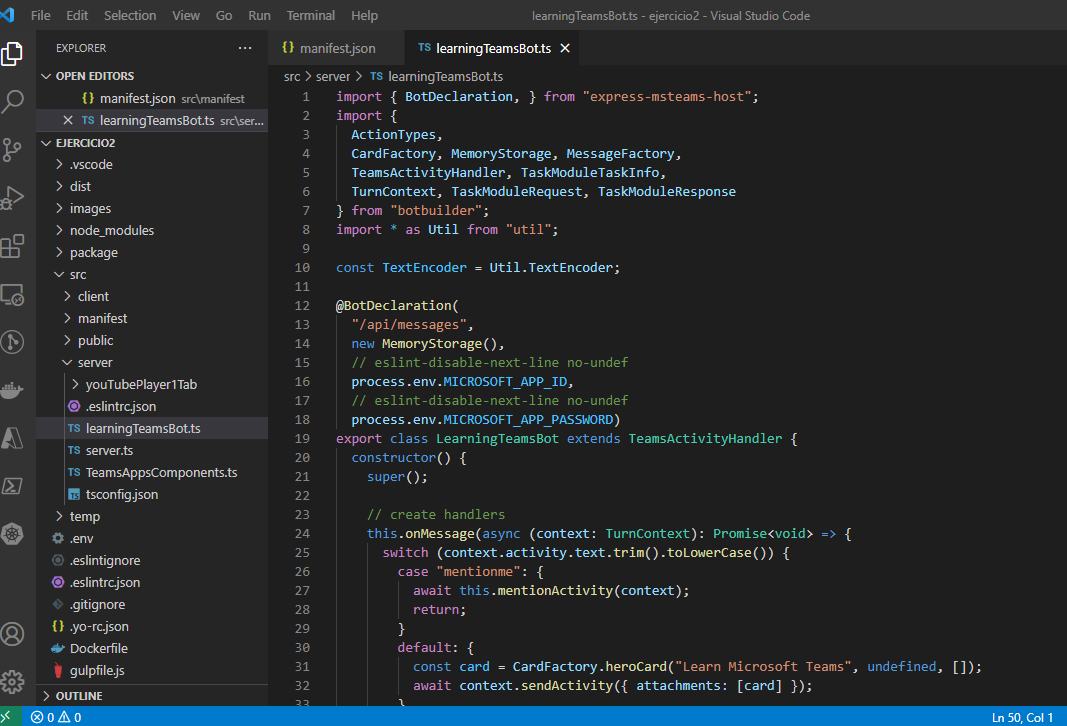 File Edit Selection View Go Run Terminal Help
learningTeamsBot.ts - ejercicio2 - Visual Studio Code
EXPLORER ...
OPEN EDITORS
{} manifest.json src\manifest
TS learningTeamsBot.ts src\ser...
EJERCICIO2
.vscode
dist
images
node_modules
package
src
client
manifest
public
server
youTubePlayer1Tab
.eslintrc.json
TS learningTeamsBot.ts
TS server.ts
TS TeamsAppsComponents.ts
TS tsconfig.json
temp
.env
.eslintignore
.eslintrc.json
.gitignore
{} .yo-rc.json
Dockerfile
gulpfile.js
OUTLINE
{} manifest.json
TS learningTeamsBot.ts
src > server > TS learningTeamsBot.ts
1 import { BotDeclaration, } from "express-msteams-host";
2 import {
3 ActionTypes,
4 CardFactory, MemoryStorage, MessageFactory,
5 TeamsActivityHandler, TaskModuleTaskInfo,
6 TurnContext, TaskModuleRequest, TaskModuleResponse
7 } from "botbuilder";
8 import * as Util from "util";
9
10 const TextEncoder = Util.TextEncoder;
11
12 @BotDeclaration(
13 "/api/messages",
14 new MemoryStorage(),
15 // eslint-disable-next-line no-undef
16 process.env.MICROSOFT_APP_ID,
17 // eslint-disable-next-line no-undef
18 process.env.MICROSOFT_APP_PASSWORD)
19 export class LearningTeamsBot extends TeamsActivityHandler {
20 constructor() {
21 super();
22
23 // create handlers
24 this.onMessage(async (context: TurnContext): Promise<void> => {
25 switch (context.activity.text.trim().toLowerCase()) {
26 case "mentionme": {
27 await this.mentionActivity(context);
28 return;
29 }
30 default: {
31 const card = CardFactory.heroCard("Learn Microsoft Teams", undefined, []);
32 await context.sendActivity({ attachments: [card] });
33 }
0 0
Ln 50, Col 1